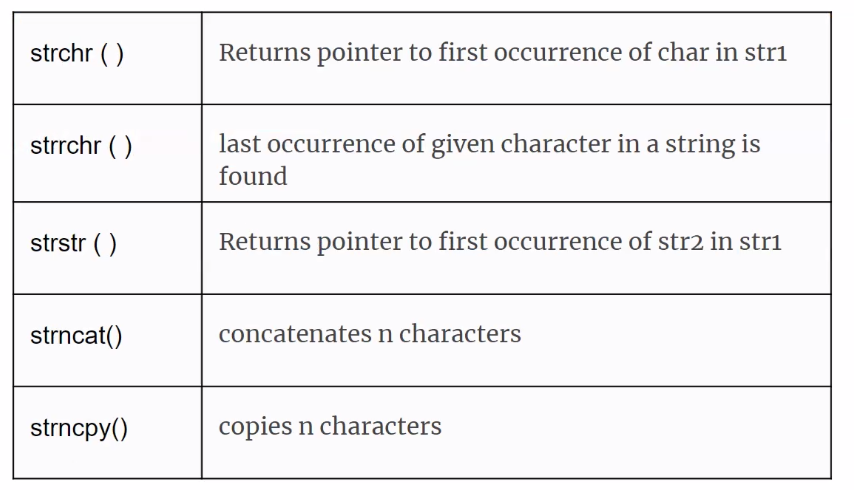 strchr ( ) Returns pointer to first occurrence of char in str1
strrchr ( ) last occurrence of given character in a string is
found
strstr ( ) Returns pointer to first occurrence of str2 in str1
strncat() concatenates n characters
strncpy() copies n characters